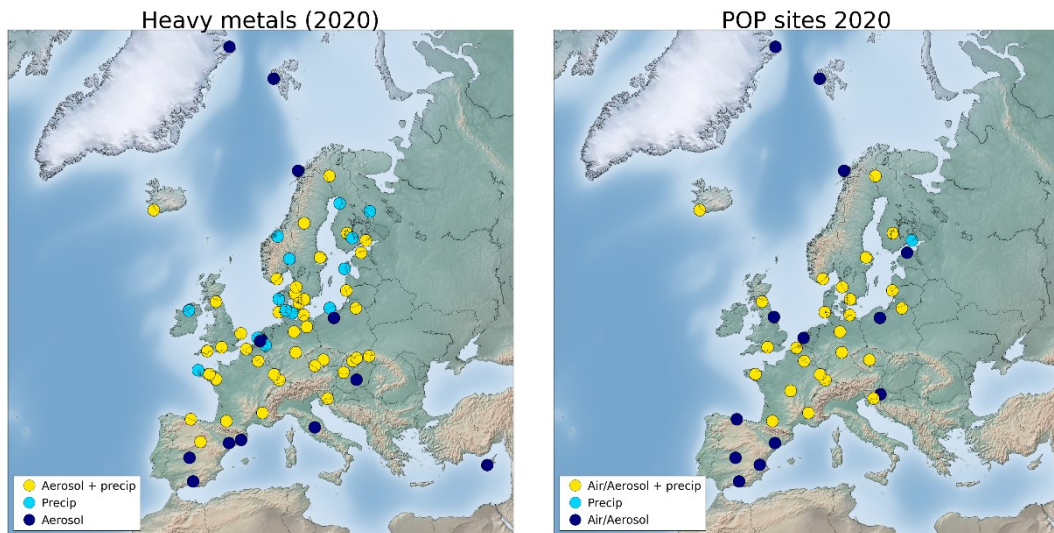 Heavy metals (2020)
POP sites 2020
Aerosol + precip
Precip
Aerosol
Air/Aerosol + precip
Precip
Air/Aerosol